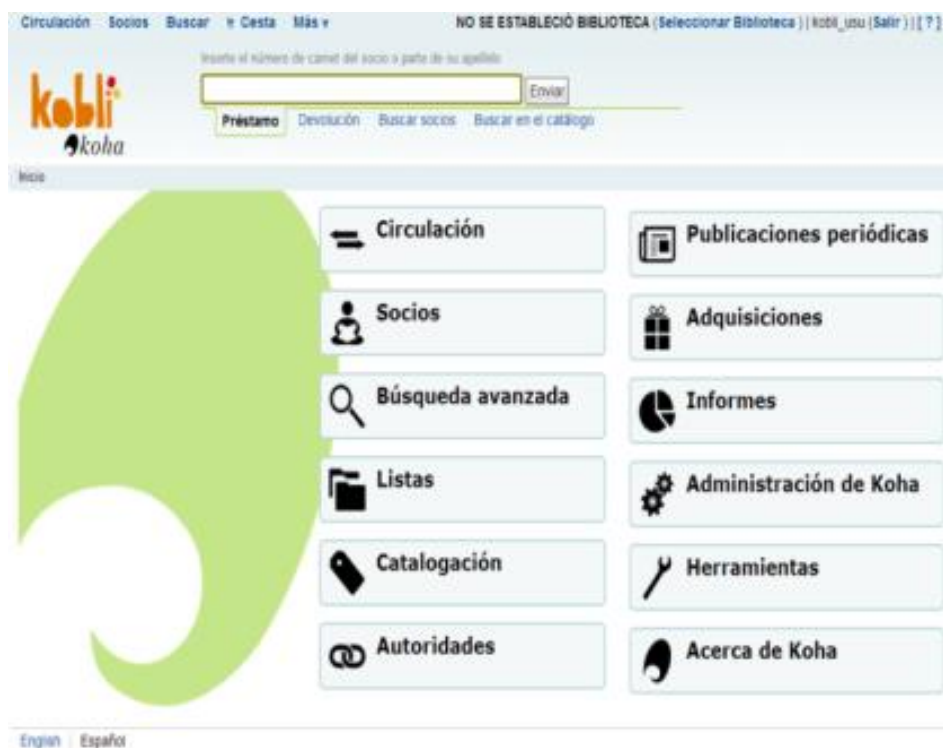 Circulación Socios Buscar Cesta Más NO SE ESTABLECIÓ BIBLIOTECA (Seleccionar Biblioteca ) | kobli_usu (Salir ) | [ ? ]
Inserte el número de carnet del socio o parte de su apellido
kobli
koha
Enviar
Préstamo Devolución Buscar socios Buscar en el catálogo
Inicio
Circulación
Publicaciones periódicas
Socios
Adquisiciones
Búsqueda avanzada
Informes
Listas
Administración de Koha
Catalogación
Herramientas
Autoridades
Acerca de Koha
English Español